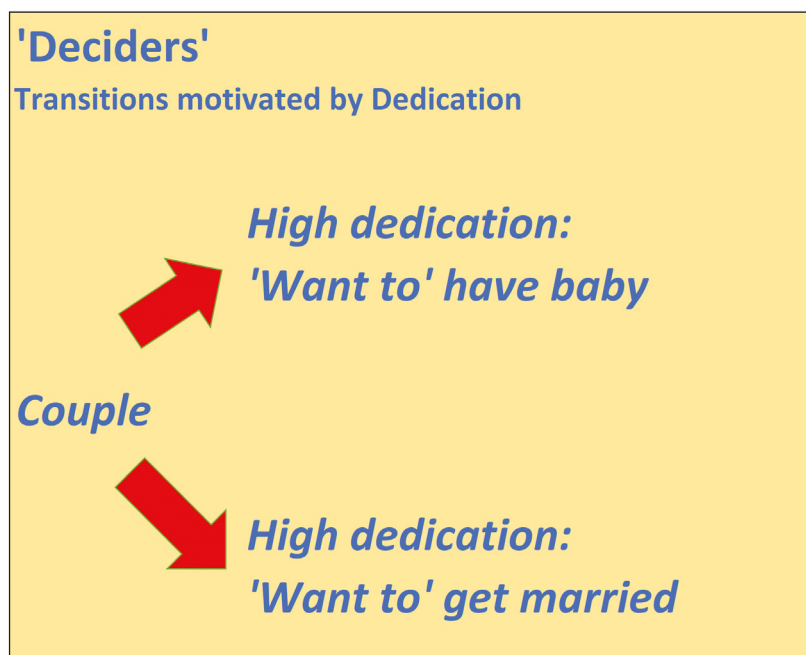 'Deciders'
Transitions motivated by Dedication
High dedication:
'Want to' have baby
Couple
High dedication:
'Want to' get married